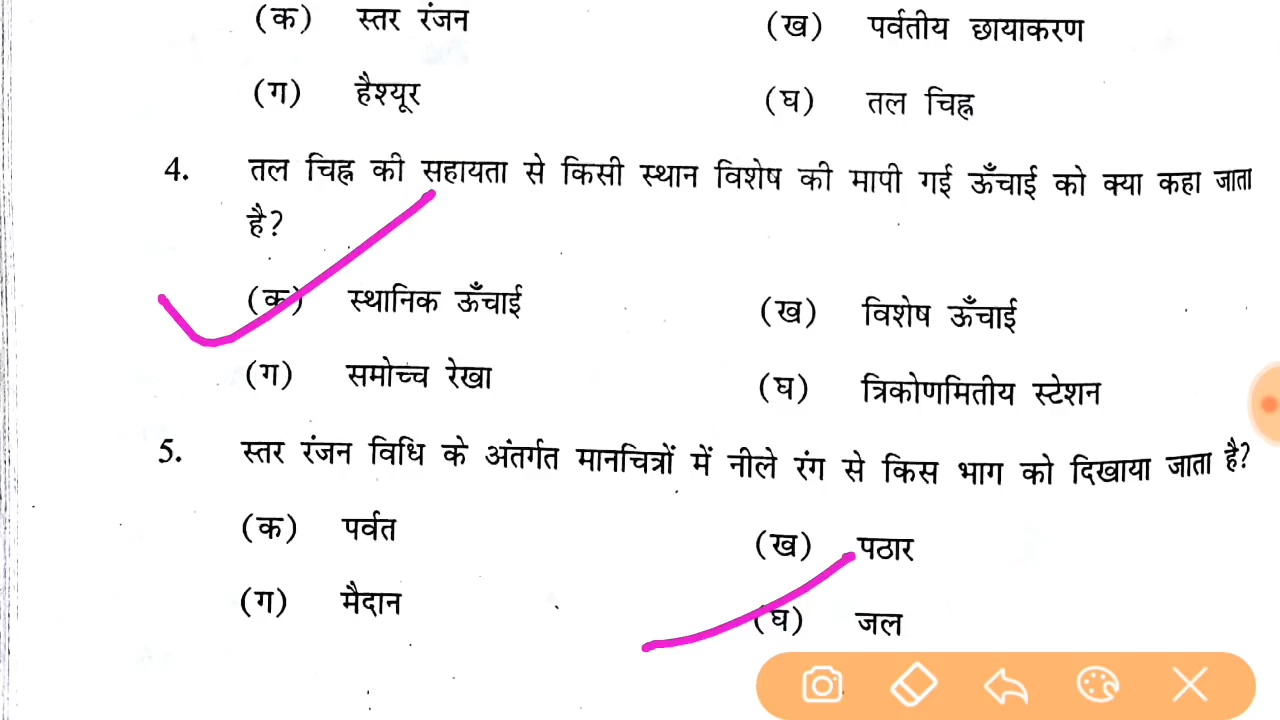 (क) स्तर रंजन (ख) पर्वतीय छायाकरण
(ग) हैश्यूर (घ) तल चिह्न
4. तल चिह्न की सहायता से किसी स्थान विशेष की मापी गई ऊँचाई को क्या कहा जाता
है?
(क) स्थानिक ऊँचाई (ख) विशेष ऊँचाई
(ग) समोच्च रेखा (घ) त्रिकोणमितीय स्टेशन
5. स्तर रंजन विधि के अंतर्गत मानचित्रों में नीले रंग से किस भाग को दिखाया जाता है?
(क) पर्वत (ख) पठार
(ग) मैदान (घ) जल